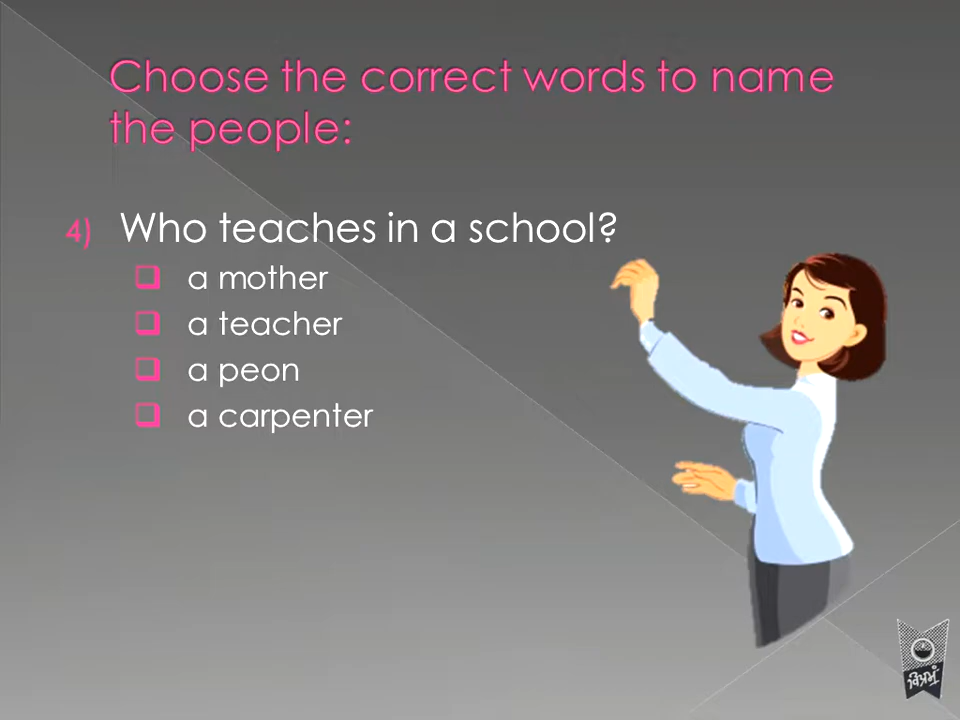 Choose the correct words to name
the people:
4) Who teaches in a school?
❑ a mother
❑ a teacher
❑ a peon
❑ a carpenter